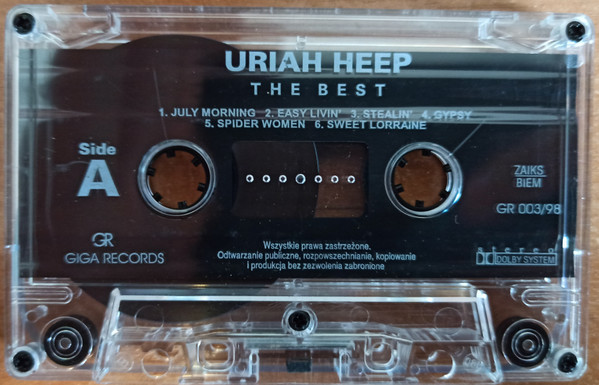 URIAH HEEP
THE BEST
1. JULY MORNING 2. EASY LIVIN' 3. STEALIN' 4. GYPSY
5. SPIDER WOMEN 6. SWEET LORRAINE
Side
A
ZAIKS
BIEM
GR 003/98
GR
GIGA RECORDS
Wszystkie prawa zastrzeżone.
Odtwarzanie publiczne, rozpowszechnianie, kopiowanie
i produkcja bez zezwolenia zabronione
stereo
DOLBY SYSTEM